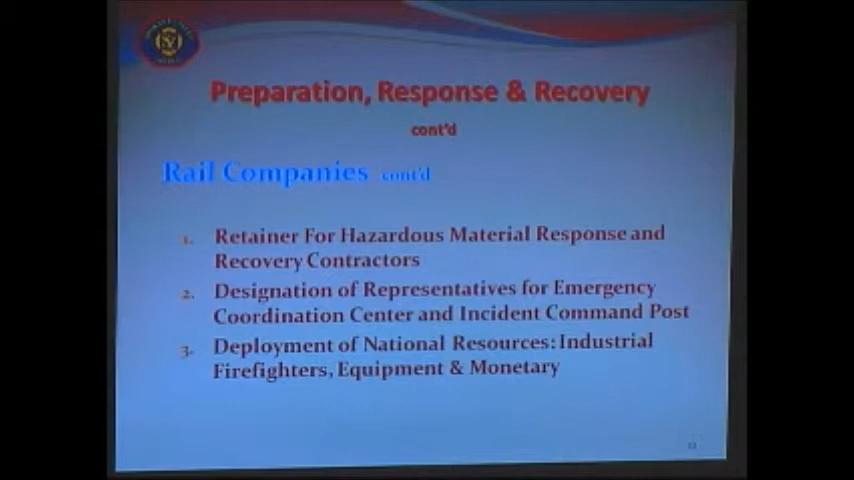 Preparation, Response & Recovery
cont'd
Rail Companies cont'd
1. Retainer For Hazardous Material Response and
Recovery Contractors
2. Designation of Representatives for Emergency
Coordination Center and Incident Command Post
3. Deployment of National Resources: Industrial
Firefighters, Equipment & Monetary